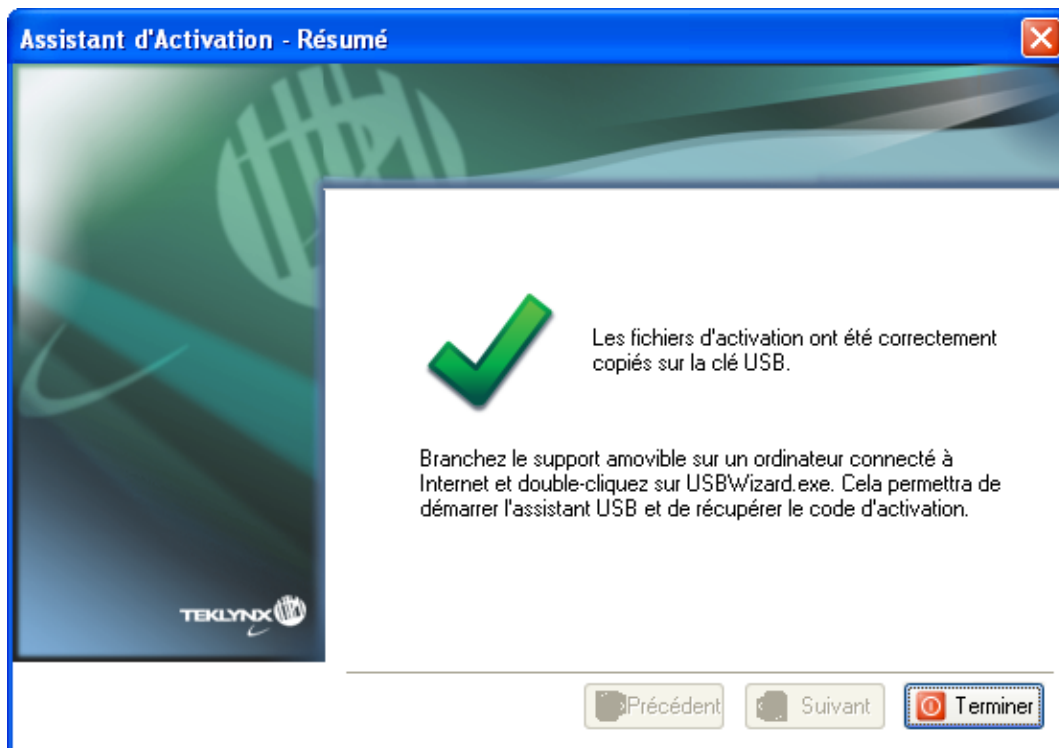 Assistant d'Activation - Résumé
Les fichiers d'activation ont été correctement
copiés sur la clé USB.
Branchez le support amovible sur un ordinateur connecté à
Internet et double-cliquez sur USBWizard.exe. Cela permettra de
démarrer l'assistant USB et de récupérer le code d'activation.
TEKLYNX
Précédent Suivant Terminer